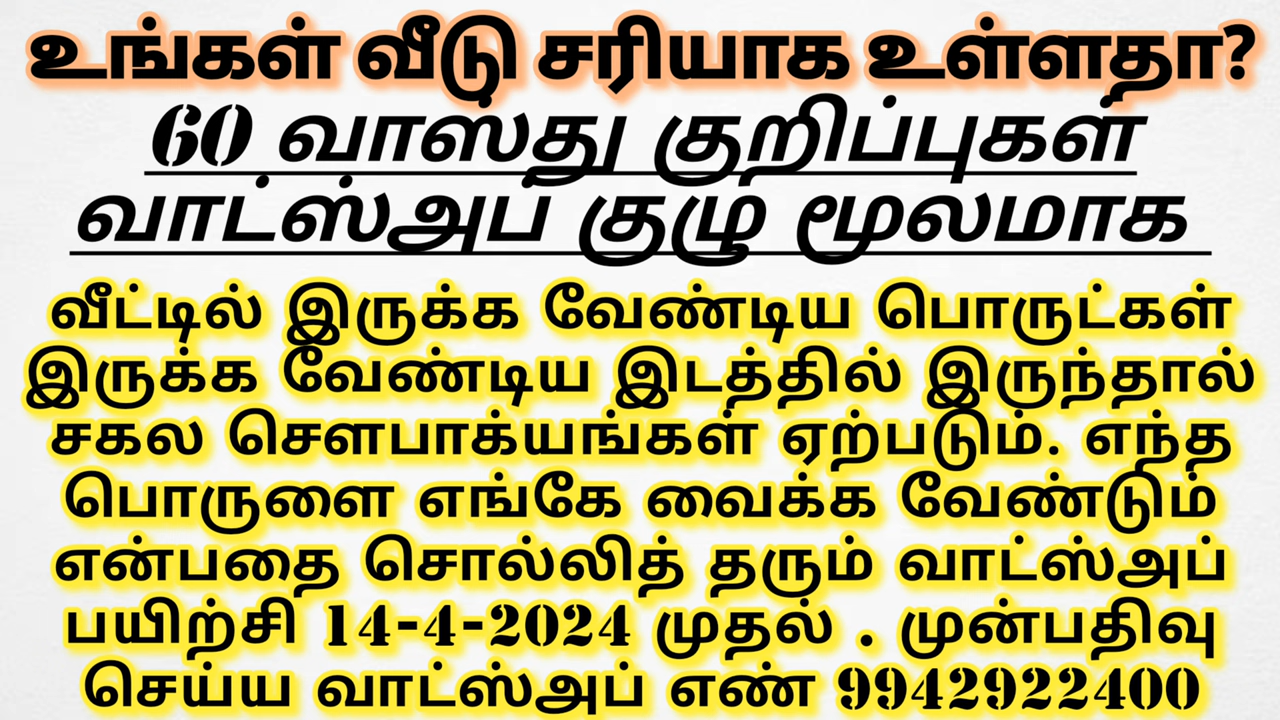 உங்கள் வீடு சரியாக உள்ளதா?
60 வாஸ்து குறிப்புகள்
வாட்ஸ்அப் குழு மூலமாக
வீட்டில் இருக்க வேண்டிய பொருட்கள்
இருக்க வேண்டிய இடத்தில் இருந்தால்
சகல சௌபாக்யங்கள் ஏற்படும். எந்த
பொருளை எங்கே வைக்க வேண்டும்
என்பதை சொல்லித் தரும் வாட்ஸ்அப்
பயிற்சி 14-4-2024 முதல் . முன்பதிவு
செய்ய வாட்ஸ்அப் எண் 9942922400